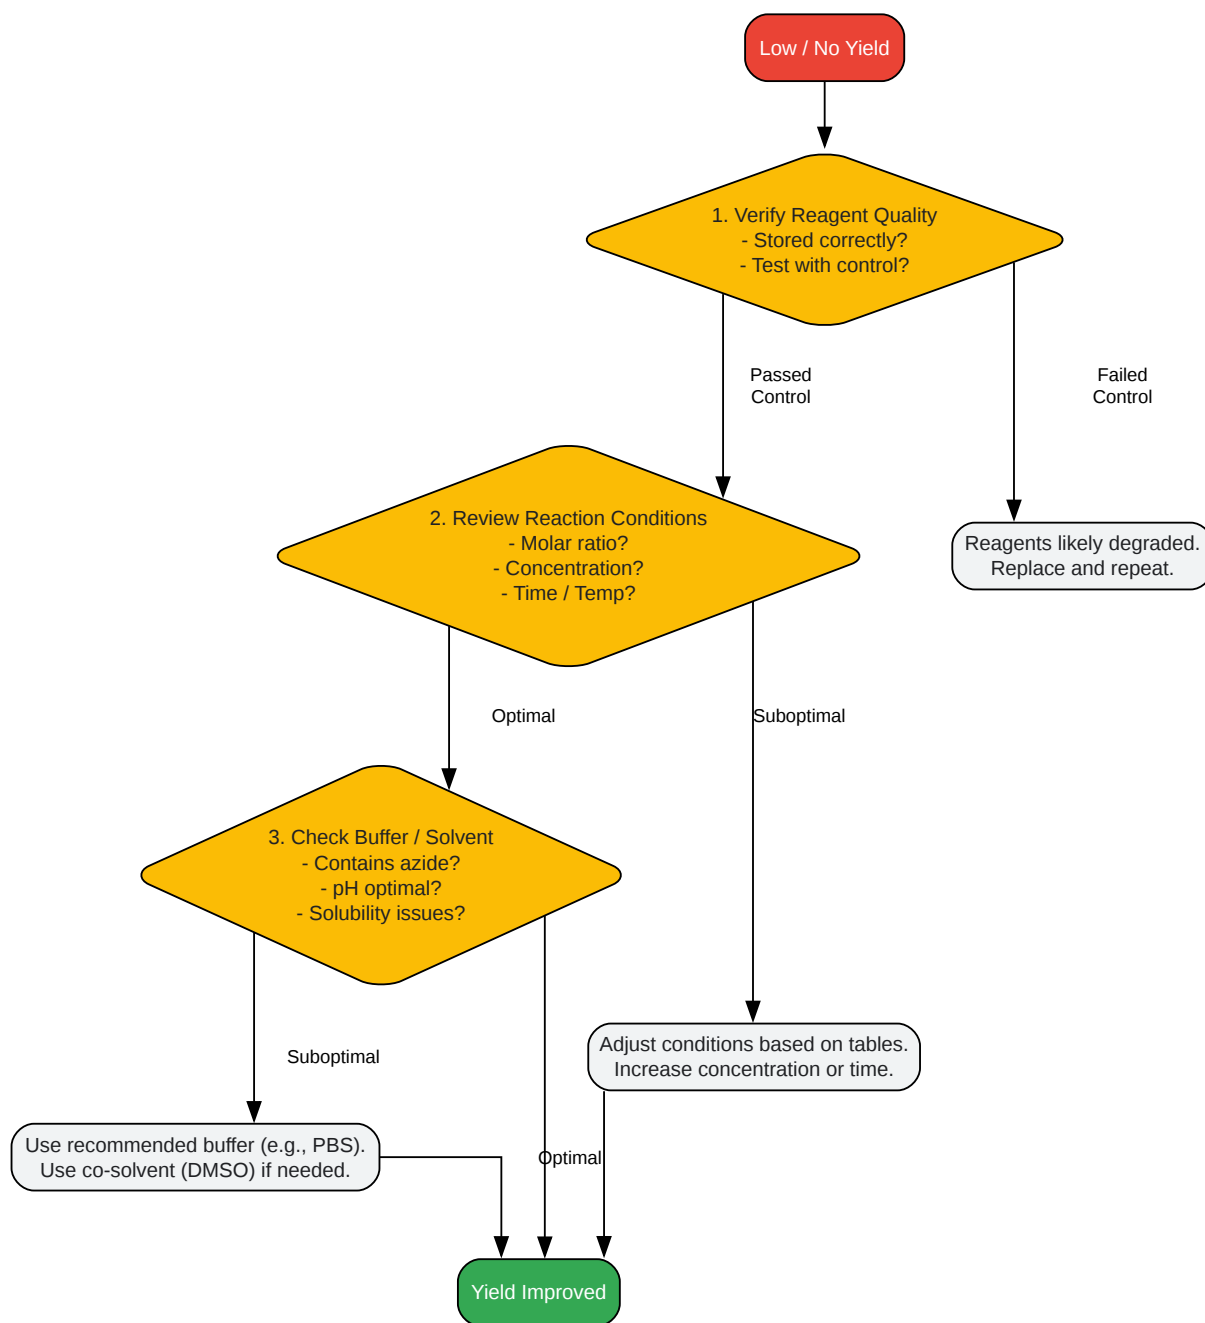 Low / No Yield
1. Verify Reagent Quality
- Stored correctly?
- Test with control?
Passed
Control
Failed
Control
2. Review Reaction Conditions
- Molar ratio?
- Concentration?
- Time / Temp?
Reagents likely degraded.
Replace and repeat.
Optimal
Suboptimal
3. Check Buffer / Solvent
- Contains azide?
- pH optimal?
- Solubility issues?
Suboptimal
Adjust conditions based on tables.
Increase concentration or time.
Use recommended buffer (e.g., PBS).
Use co-solvent (DMSO) if needed.
Optimal
Yield Improved